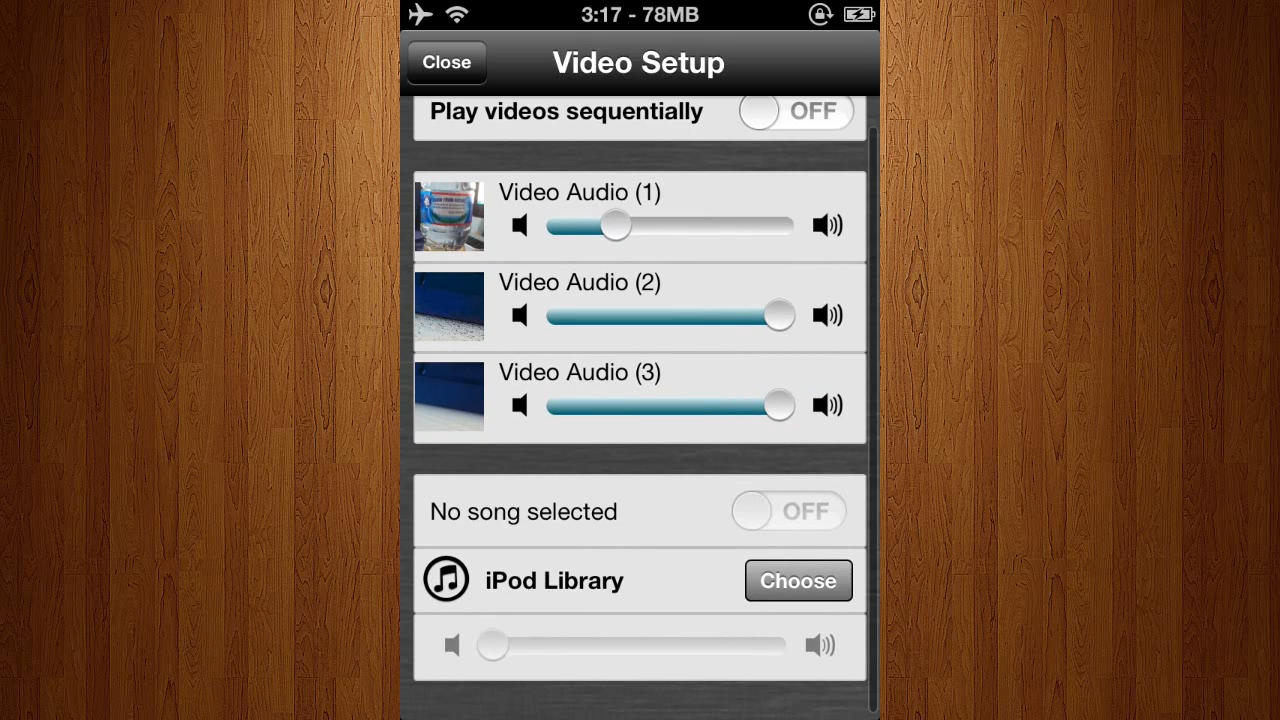 3:17 - 78MB
Close
Video Setup
Play videos sequentially
OFF
Video Audio (1)
Video Audio (2)
Video Audio (3)
No song selected
OFF
iPod Library
Choose